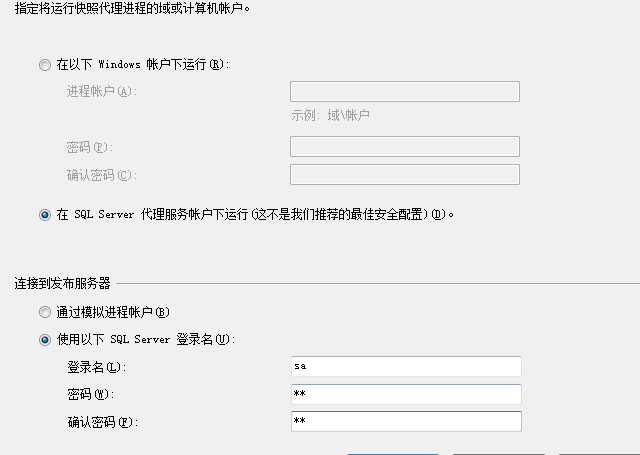 指定将运行快照代理进程的域或计算机帐户。
在以下 Windows 帐户下运行(R):
进程帐户(A):
示例: 域\帐户
密码(P):
确认密码(C):
在 SQL Server 代理服务帐户下运行(这不是我们推荐的最佳安全配置)(D)。
连接到发布服务器
通过模拟进程帐户(B)
使用以下 SQL Server 登录名(U):
登录名(L): sa
密码(W): **
确认密码(F): **